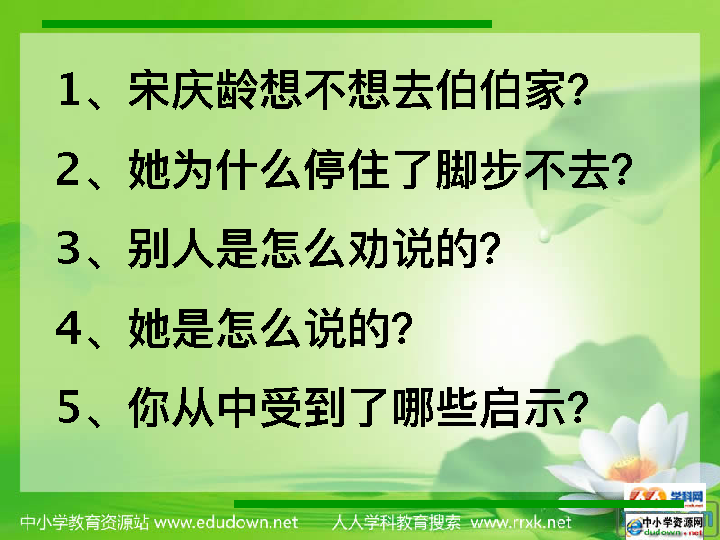 1、宋庆龄想不想去伯伯家?
2、她为什么停住了脚步不去?
3、别人是怎么劝说的?
4、她是怎么说的?
5、你从中受到了哪些启示?
中小学教育资源站 www.edudown.net 人人学科教育搜索 www.rrxk.net
学科网
中小学资源网
edudown.net